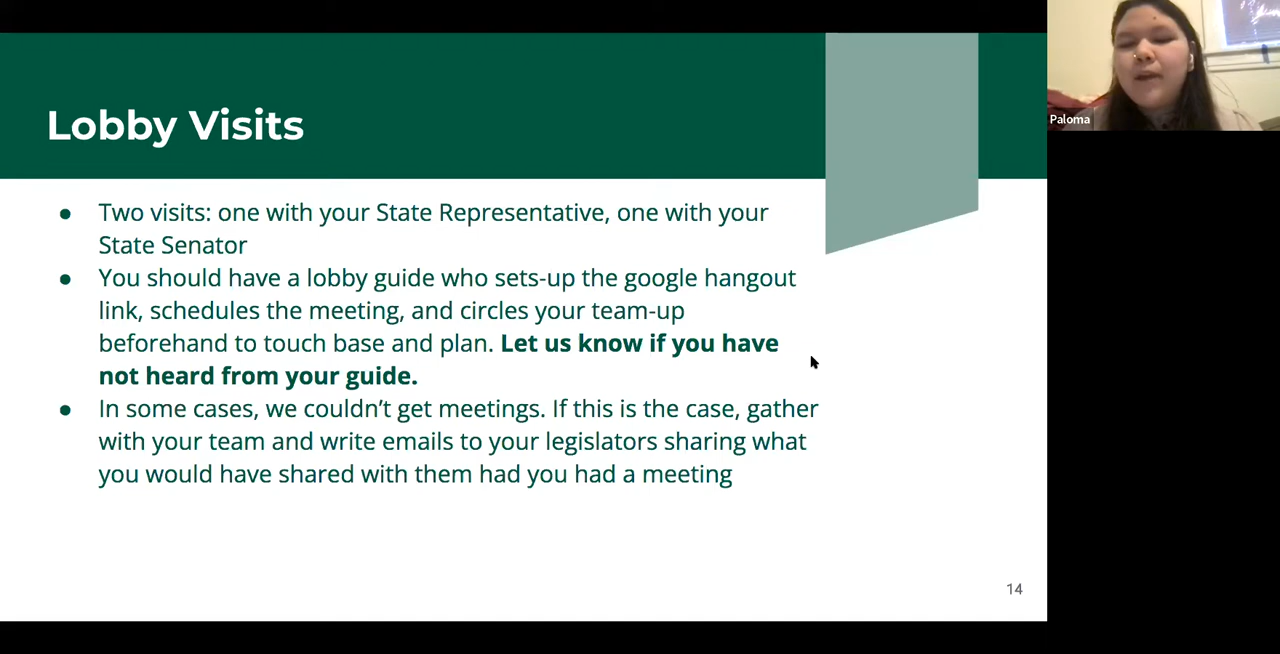 Lobby Visits
● Two visits: one with your State Representative, one with your
State Senator
● You should have a lobby guide who sets-up the google hangout
link, schedules the meeting, and circles your team-up
beforehand to touch base and plan. Let us know if you have
not heard from your guide.
● In some cases, we couldn’t get meetings. If this is the case, gather
with your team and write emails to your legislators sharing what
you would have shared with them had you had a meeting
14
Paloma